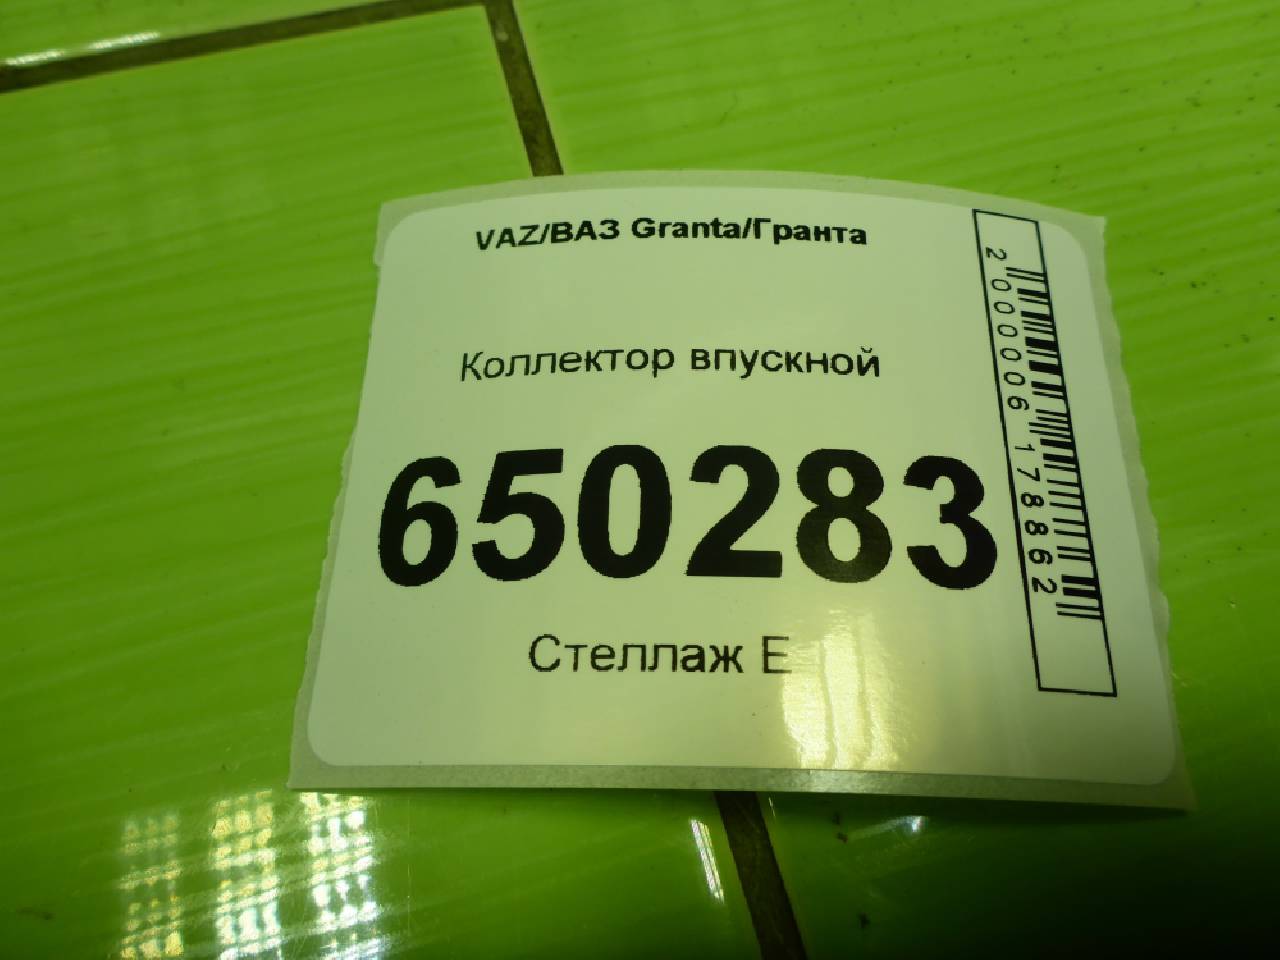 VAZ/ВАЗ Granta/Гранта
Коллектор впускной
650283
Стеллаж Е
2000006178862